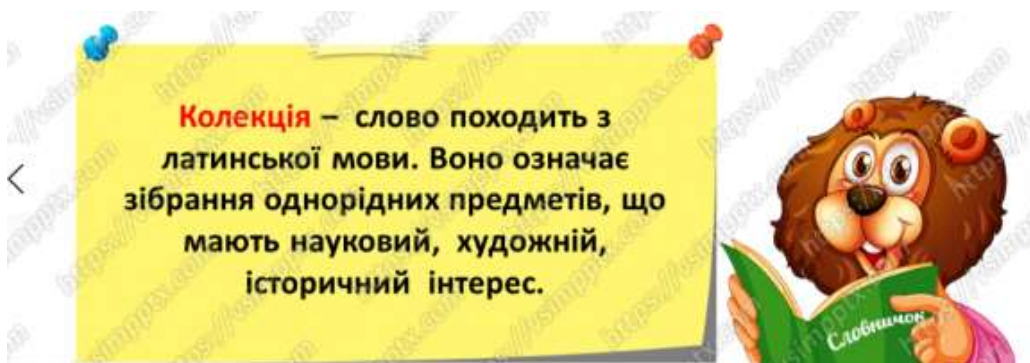 Колекція – слово походить з
латинської мови. Воно означає
зібрання однорідних предметів, що
мають науковий, художній,
історичний інтерес.
Словничок